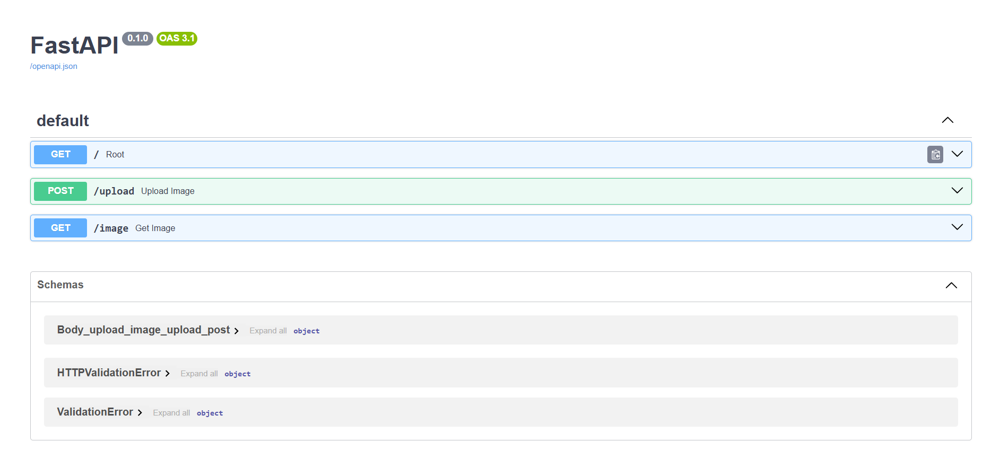 FastAPI 0.1.0 OAS 3.1
/openapi.json
default
GET / Root
POST /upload Upload Image
GET /image Get Image
Schemas
Body_upload_image_upload_post Expand all object
HTTPValidationError Expand all object
ValidationError Expand all object